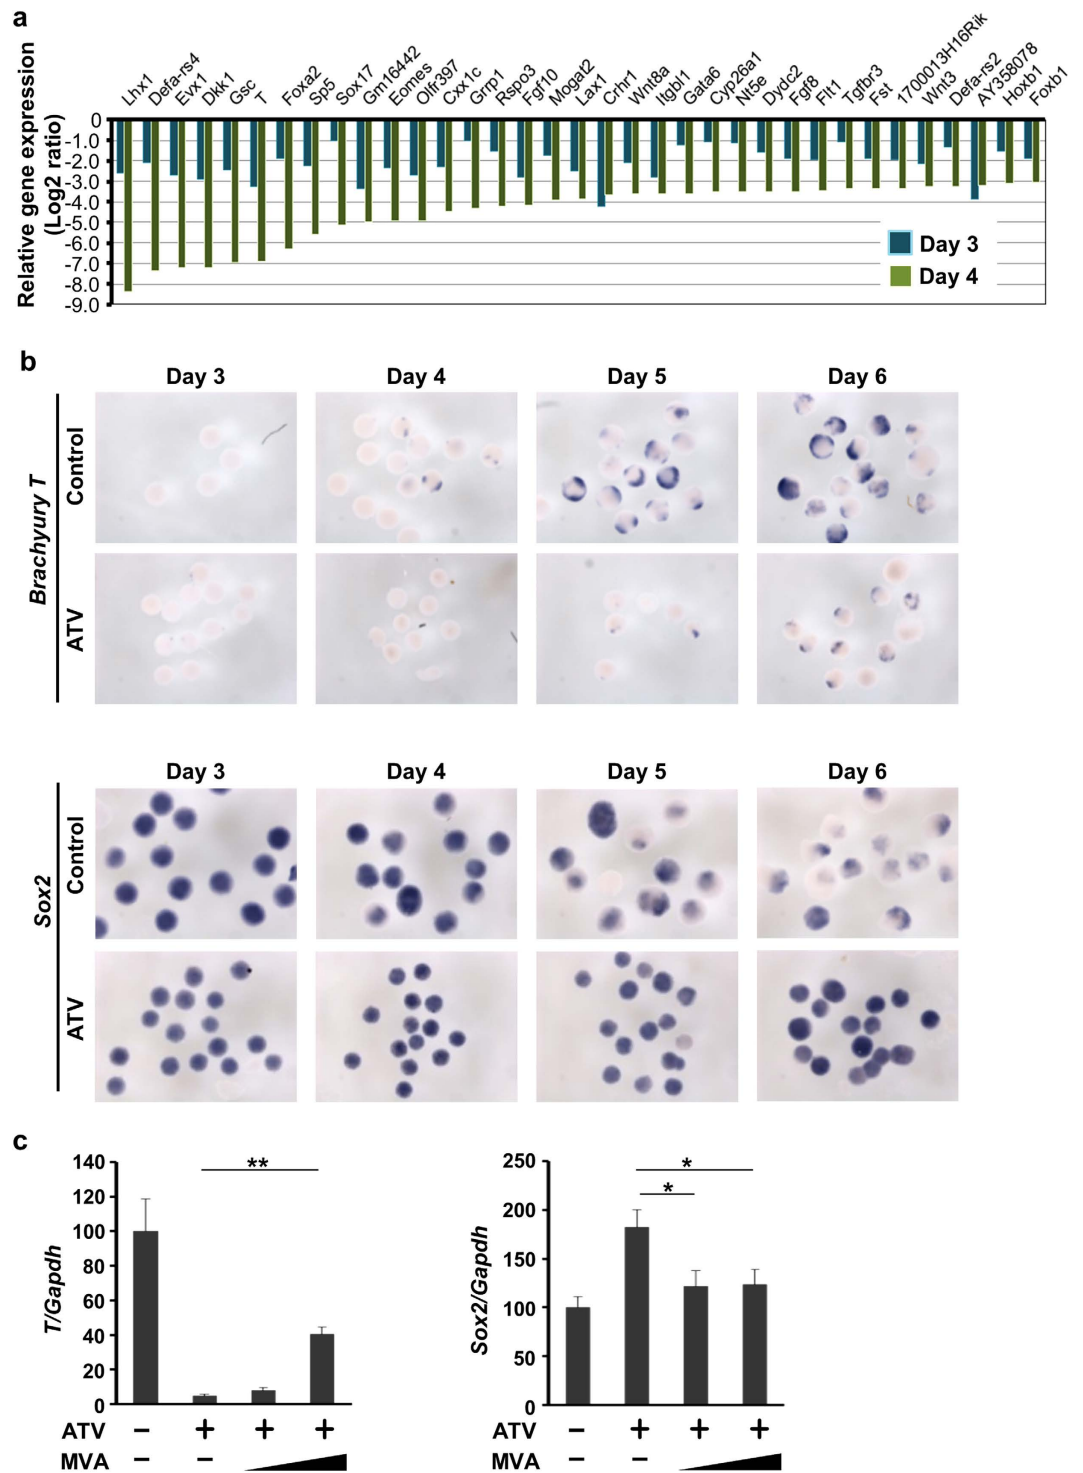 a
Relative gene expression
(Log2 ratio)
Lhx1
Defa-rs4
Evx1
Dkk1
Gsc
T
Foxa2
Sp5
Sox17
Gm16442
Eomes
Olfr397
Cxx1c
Grrp1
Rspo3
Fgf10
Mogat2
Lax1
Crhr1
Wnt8a
Itgbl1
Gata6
Cyp26a1
Nt5e
Dydc2
Fgf8
Flt1
Tgfbr3
Fst
1700013H16Rik
Wnt3
Defa-rs2
AY358078
Hoxb1
Foxb1
0
-1.0
-2.0
-3.0
-4.0
-5.0
-6.0
-7.0
-8.0
-9.0
Day 3
Day 4
b
Day 3 Day 4 Day 5 Day 6
Brachyury T
Control
ATV
Day 3 Day 4 Day 5 Day 6
Sox2
Control
ATV
c
T/Gapdh
140
120
100
80
60
40
20
0
**
ATV − + + +
MVA − −
Sox2/Gapdh
250
200
150
100
50
0
*
*
ATV − + + +
MVA − −